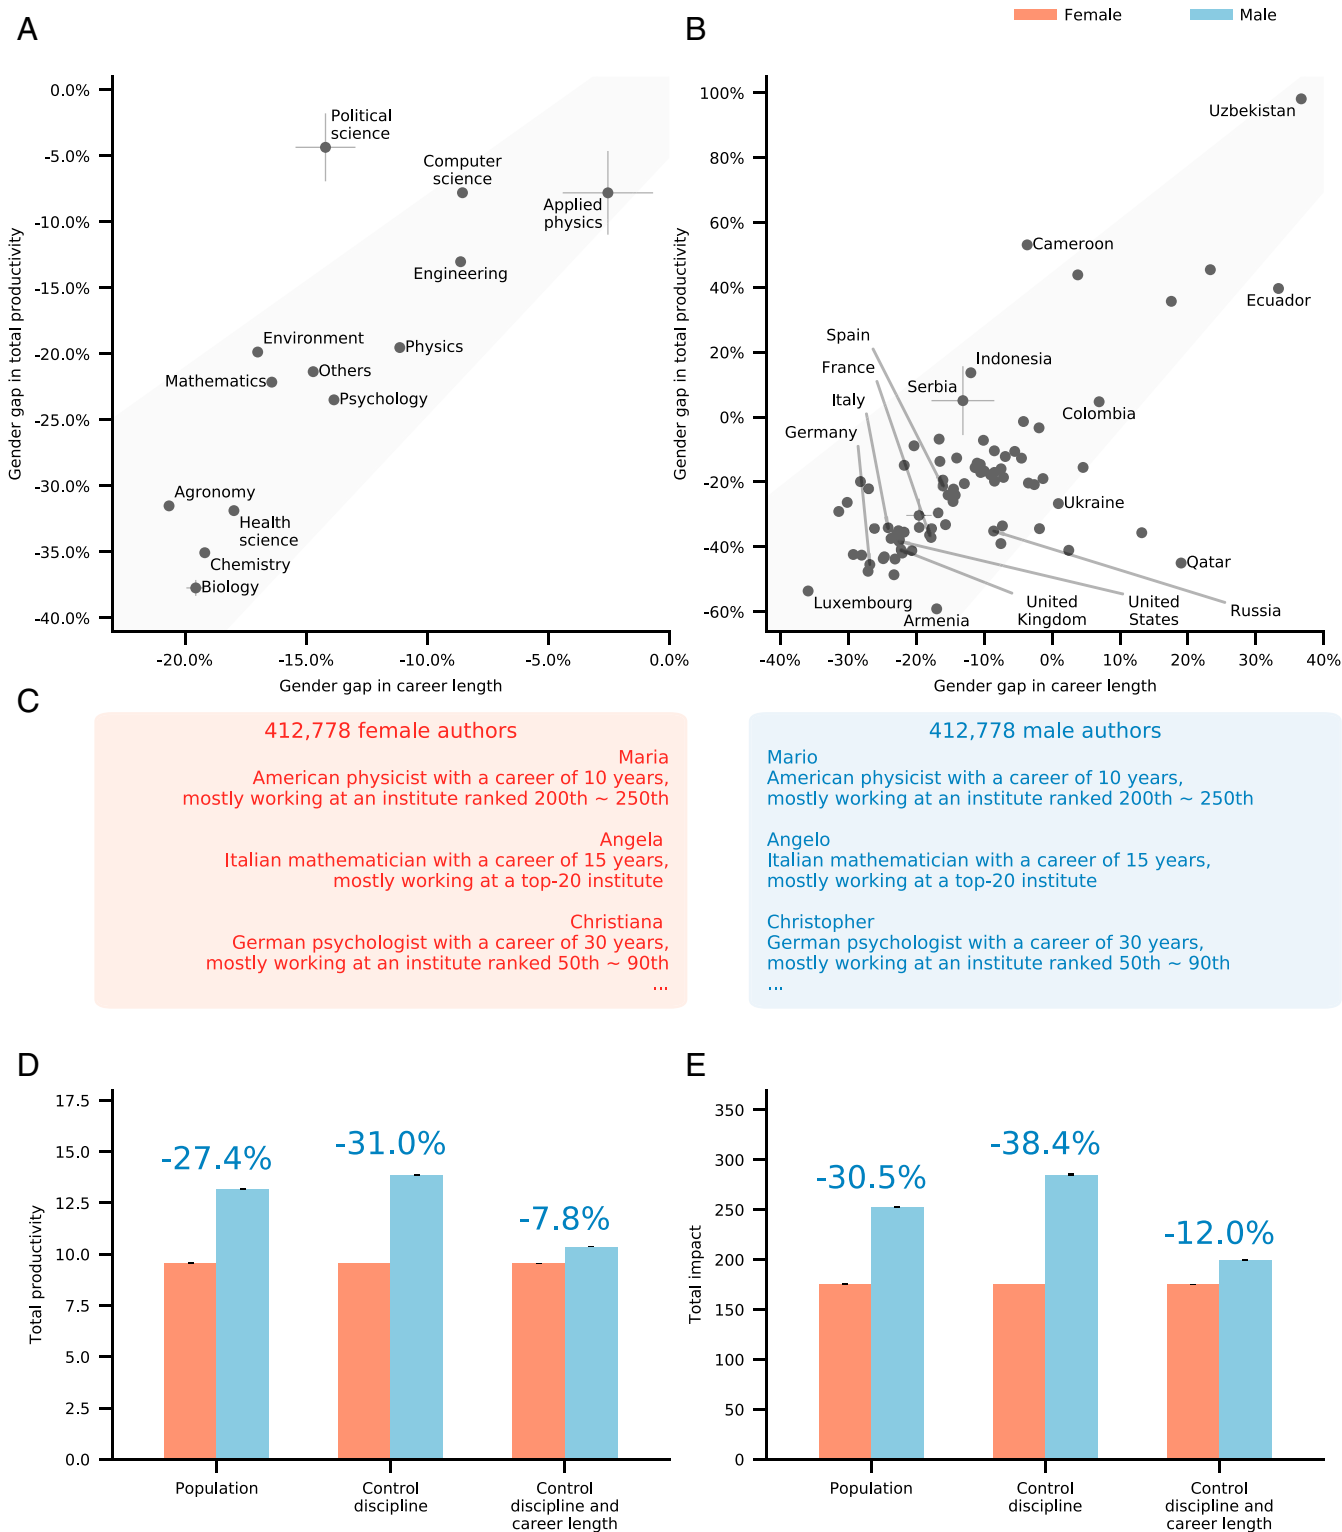 A
B
Female
Male
0.0%
-5.0%
-10.0%
-15.0%
-20.0%
-25.0%
-30.0%
-35.0%
-40.0%
Gender gap in total productivity
Political
science
Computer
science
Applied
physics
Engineering
Environment
Physics
Mathematics
Others
Psychology
Agronomy
Health
science
Chemistry
Biology
-20.0%
-15.0%
-10.0%
-5.0%
0.0%
Gender gap in career length
100%
80%
60%
40%
20%
0%
-20%
-40%
-60%
Gender gap in total productivity
Uzbekistan
Cameroon
Ecuador
Spain
Indonesia
France
Serbia
Italy
Colombia
Germany
Ukraine
Qatar
Luxembourg
Armenia
United
Kingdom
United
States
Russia
-40%
-30%
-20%
-10%
0%
10%
20%
30%
40%
Gender gap in career length
C
412,778 female authors
Maria
American physicist with a career of 10 years,
mostly working at an institute ranked 200th ~ 250th
Angela
Italian mathematician with a career of 15 years,
mostly working at a top-20 institute
Christiana
German psychologist with a career of 30 years,
mostly working at an institute ranked 50th ~ 90th
...
412,778 male authors
Mario
American physicist with a career of 10 years,
mostly working at an institute ranked 200th ~ 250th
Angelo
Italian mathematician with a career of 15 years,
mostly working at a top-20 institute
Christopher
German psychologist with a career of 30 years,
mostly working at an institute ranked 50th ~ 90th
...
D
17.5
15.0
12.5
10.0
7.5
5.0
2.5
0.0
Total productivity
-27.4%
-31.0%
-7.8%
Population
Control
discipline
Control
discipline and
career length
E
350
300
250
200
150
100
50
0
Total impact
-30.5%
-38.4%
-12.0%
Population
Control
discipline
Control
discipline and
career length